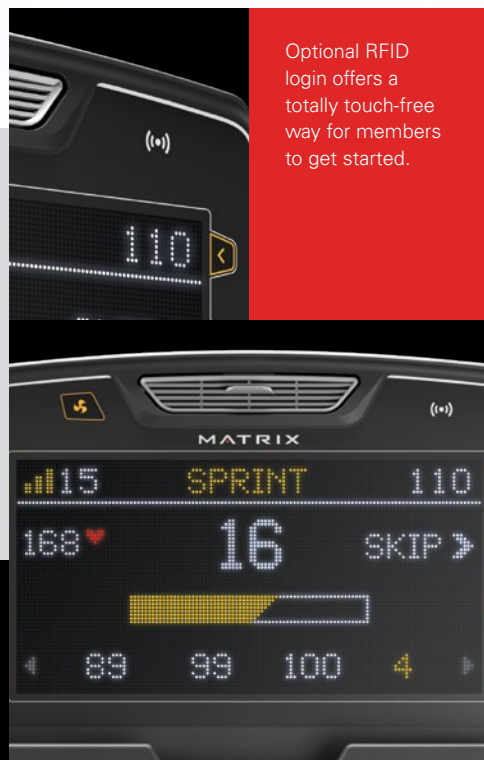 Optional RFID
login offers a
totally touch-free
way for members
to get started.
110
MATRIX
15 SPRINT 110
168 16 SKIP
89 99 100 4